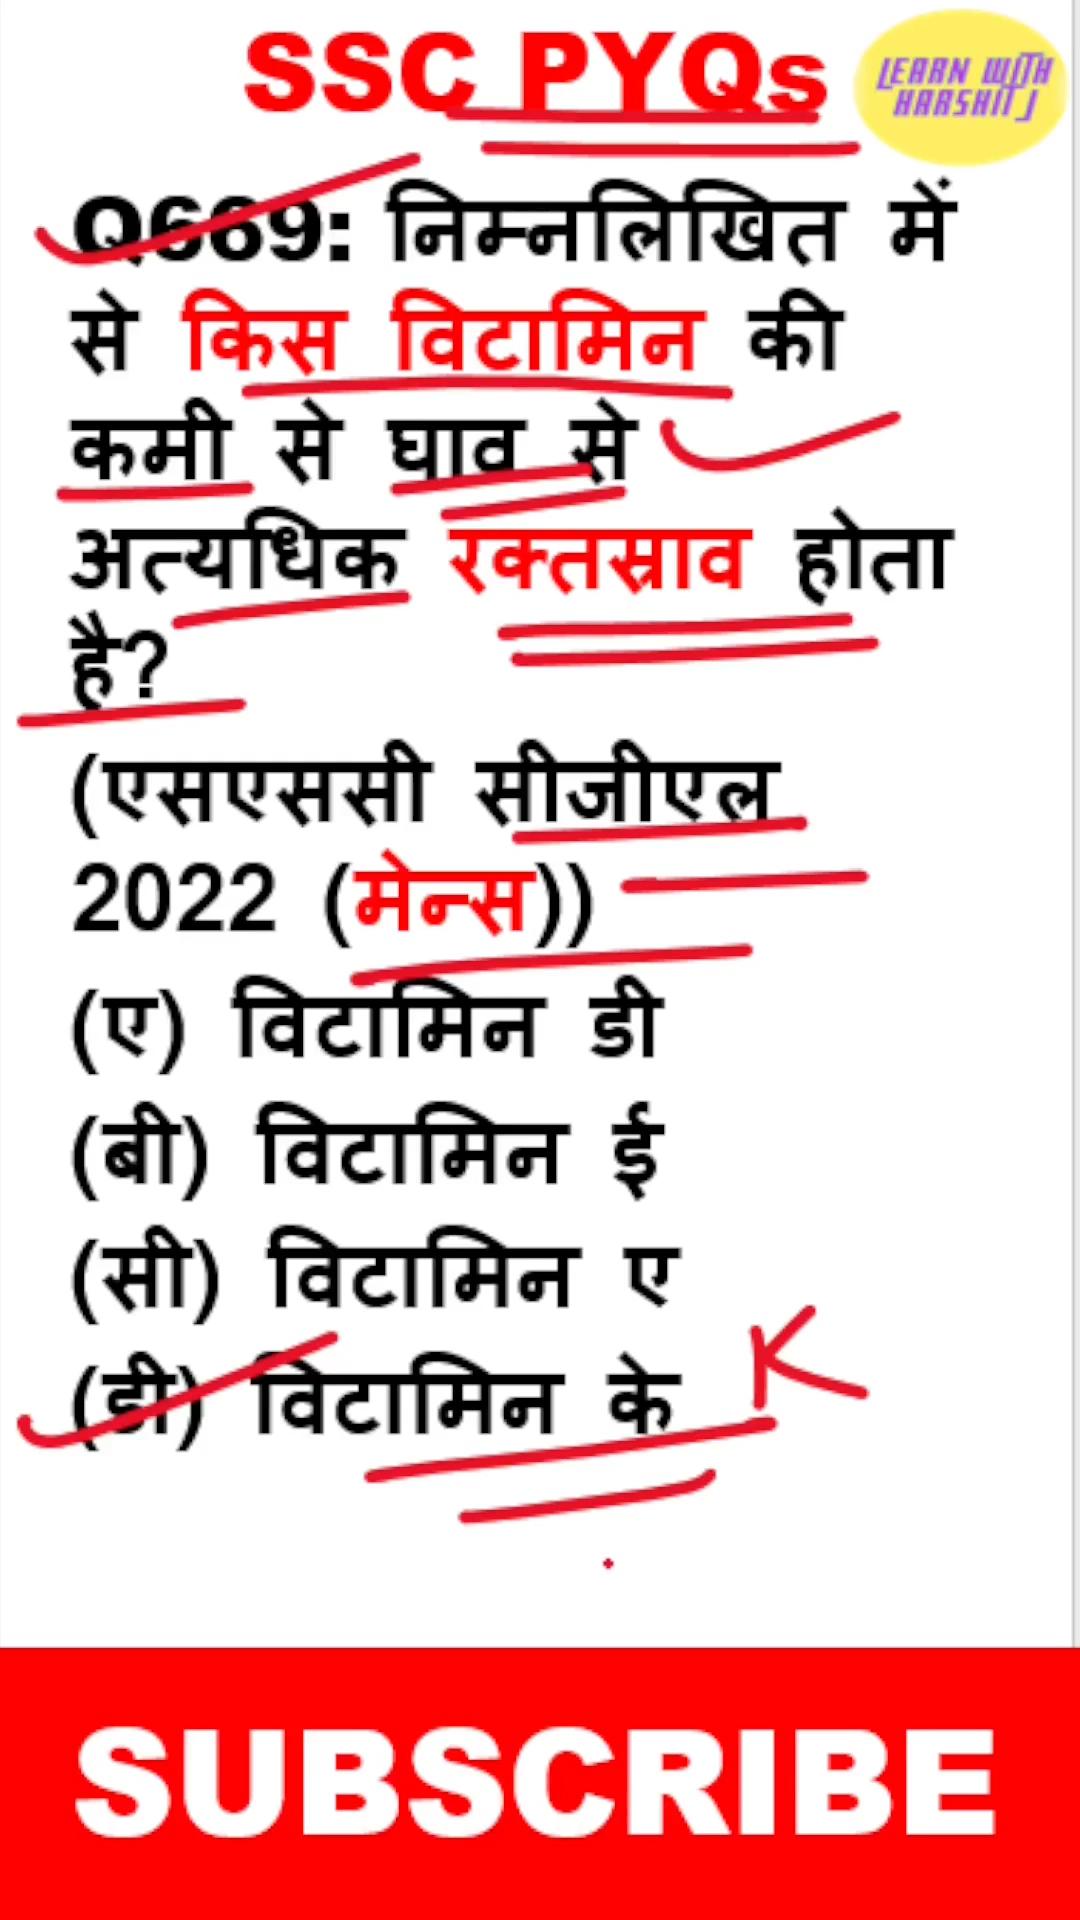 SSC PYQs
LEARN WITH
HARSHIT J
Q669: निम्नलिखित में
से किस विटामिन की
कमी से घाव से
अत्यधिक रक्तस्राव होता
है?
(एसएससी सीजीएल
2022 (मेन्स))
(ए) विटामिन डी
(बी) विटामिन ई
(सी) विटामिन ए
(डी) विटामिन के K
SUBSCRIBE